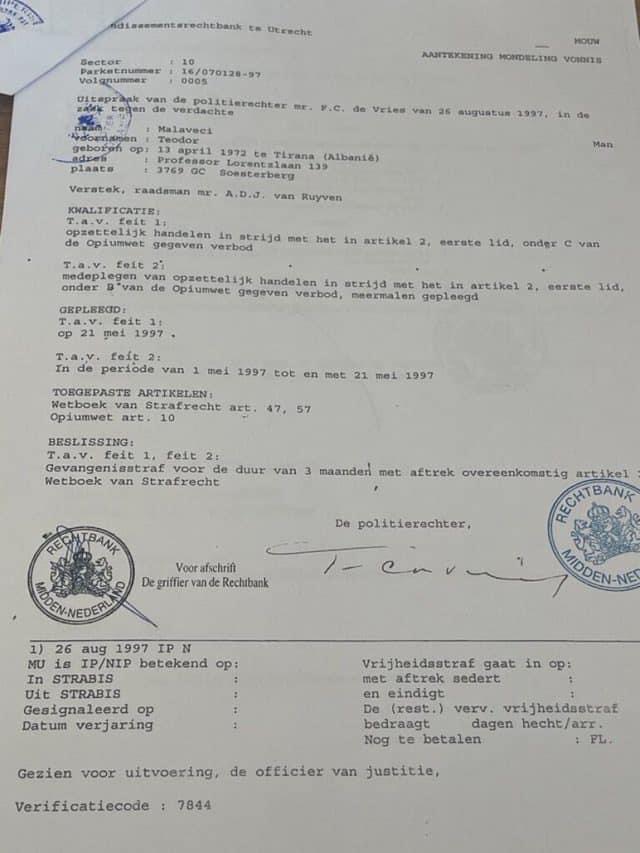 ndissementsrechtbank te Utrecht
MOUW
AANTEKENING MONDELING VONNIS
Sector : 10
Parketnummer : 16/070128-97
Volgnummer : 0005
Uitspraak van de politierechter mr. F.C. de Vries van 26 augustus 1997, in de
zaak tegen de verdachte
naam : Malaveci
Man
voornamen : Teodor
geboren op: 13 april 1972 te Tirana (Albanië)
adres : Professor Lorentzlaan 139
plaats : 3769 GC Soesterberg
Verstek, raadsman mr. A.D.J. van Ruyven
KWALIFICATIE:
T.a.v. feit 1:
opzettelijk handelen in strijd met het in artikel 2, eerste lid, onder C van
de Opiumwet gegeven verbod
T.a.v. feit 2:
medeplegen van opzettelijk handelen in strijd met het in artikel 2, eerste lid,
onder B van de Opiumwet gegeven verbod, meermalen gepleegd
GEPLEEGD:
T.a.v. feit 1:
op 21 mei 1997 .
T.a.v. feit 2:
In de periode van 1 mei 1997 tot en met 21 mei 1997
TOEGEPASTE ARTIKELEN:
Wetboek van Strafrecht art. 47, 57
Opiumwet art. 10
BESLISSING:
T.a.v. feit 1, feit 2:
Gevangenisstraf voor de duur van 3 maanden met aftrek overeenkomstig artikel
Wetboek van Strafrecht
De politierechter,
RECHTBANK
MIDDEN-NED
RECHTBANK
MIDDEN-NEDERLAND
Voor afschrift
De griffier van de Rechtbank
1) 26 aug 1997 IP N
MU is IP/NIP betekend op:
In STRABIS :
Uit STRABIS :
Gesignaleerd op :
Datum verjaring :
Vrijheidsstraf gaat in op:
met aftrek sedert :
en eindigt :
De (rest.) verv. vrijheidsstraf
bedraagt dagen hecht/arr.
Nog te betalen : FL.
Gezien voor uitvoering, de officier van justitie,
Verificatiecode : 7844